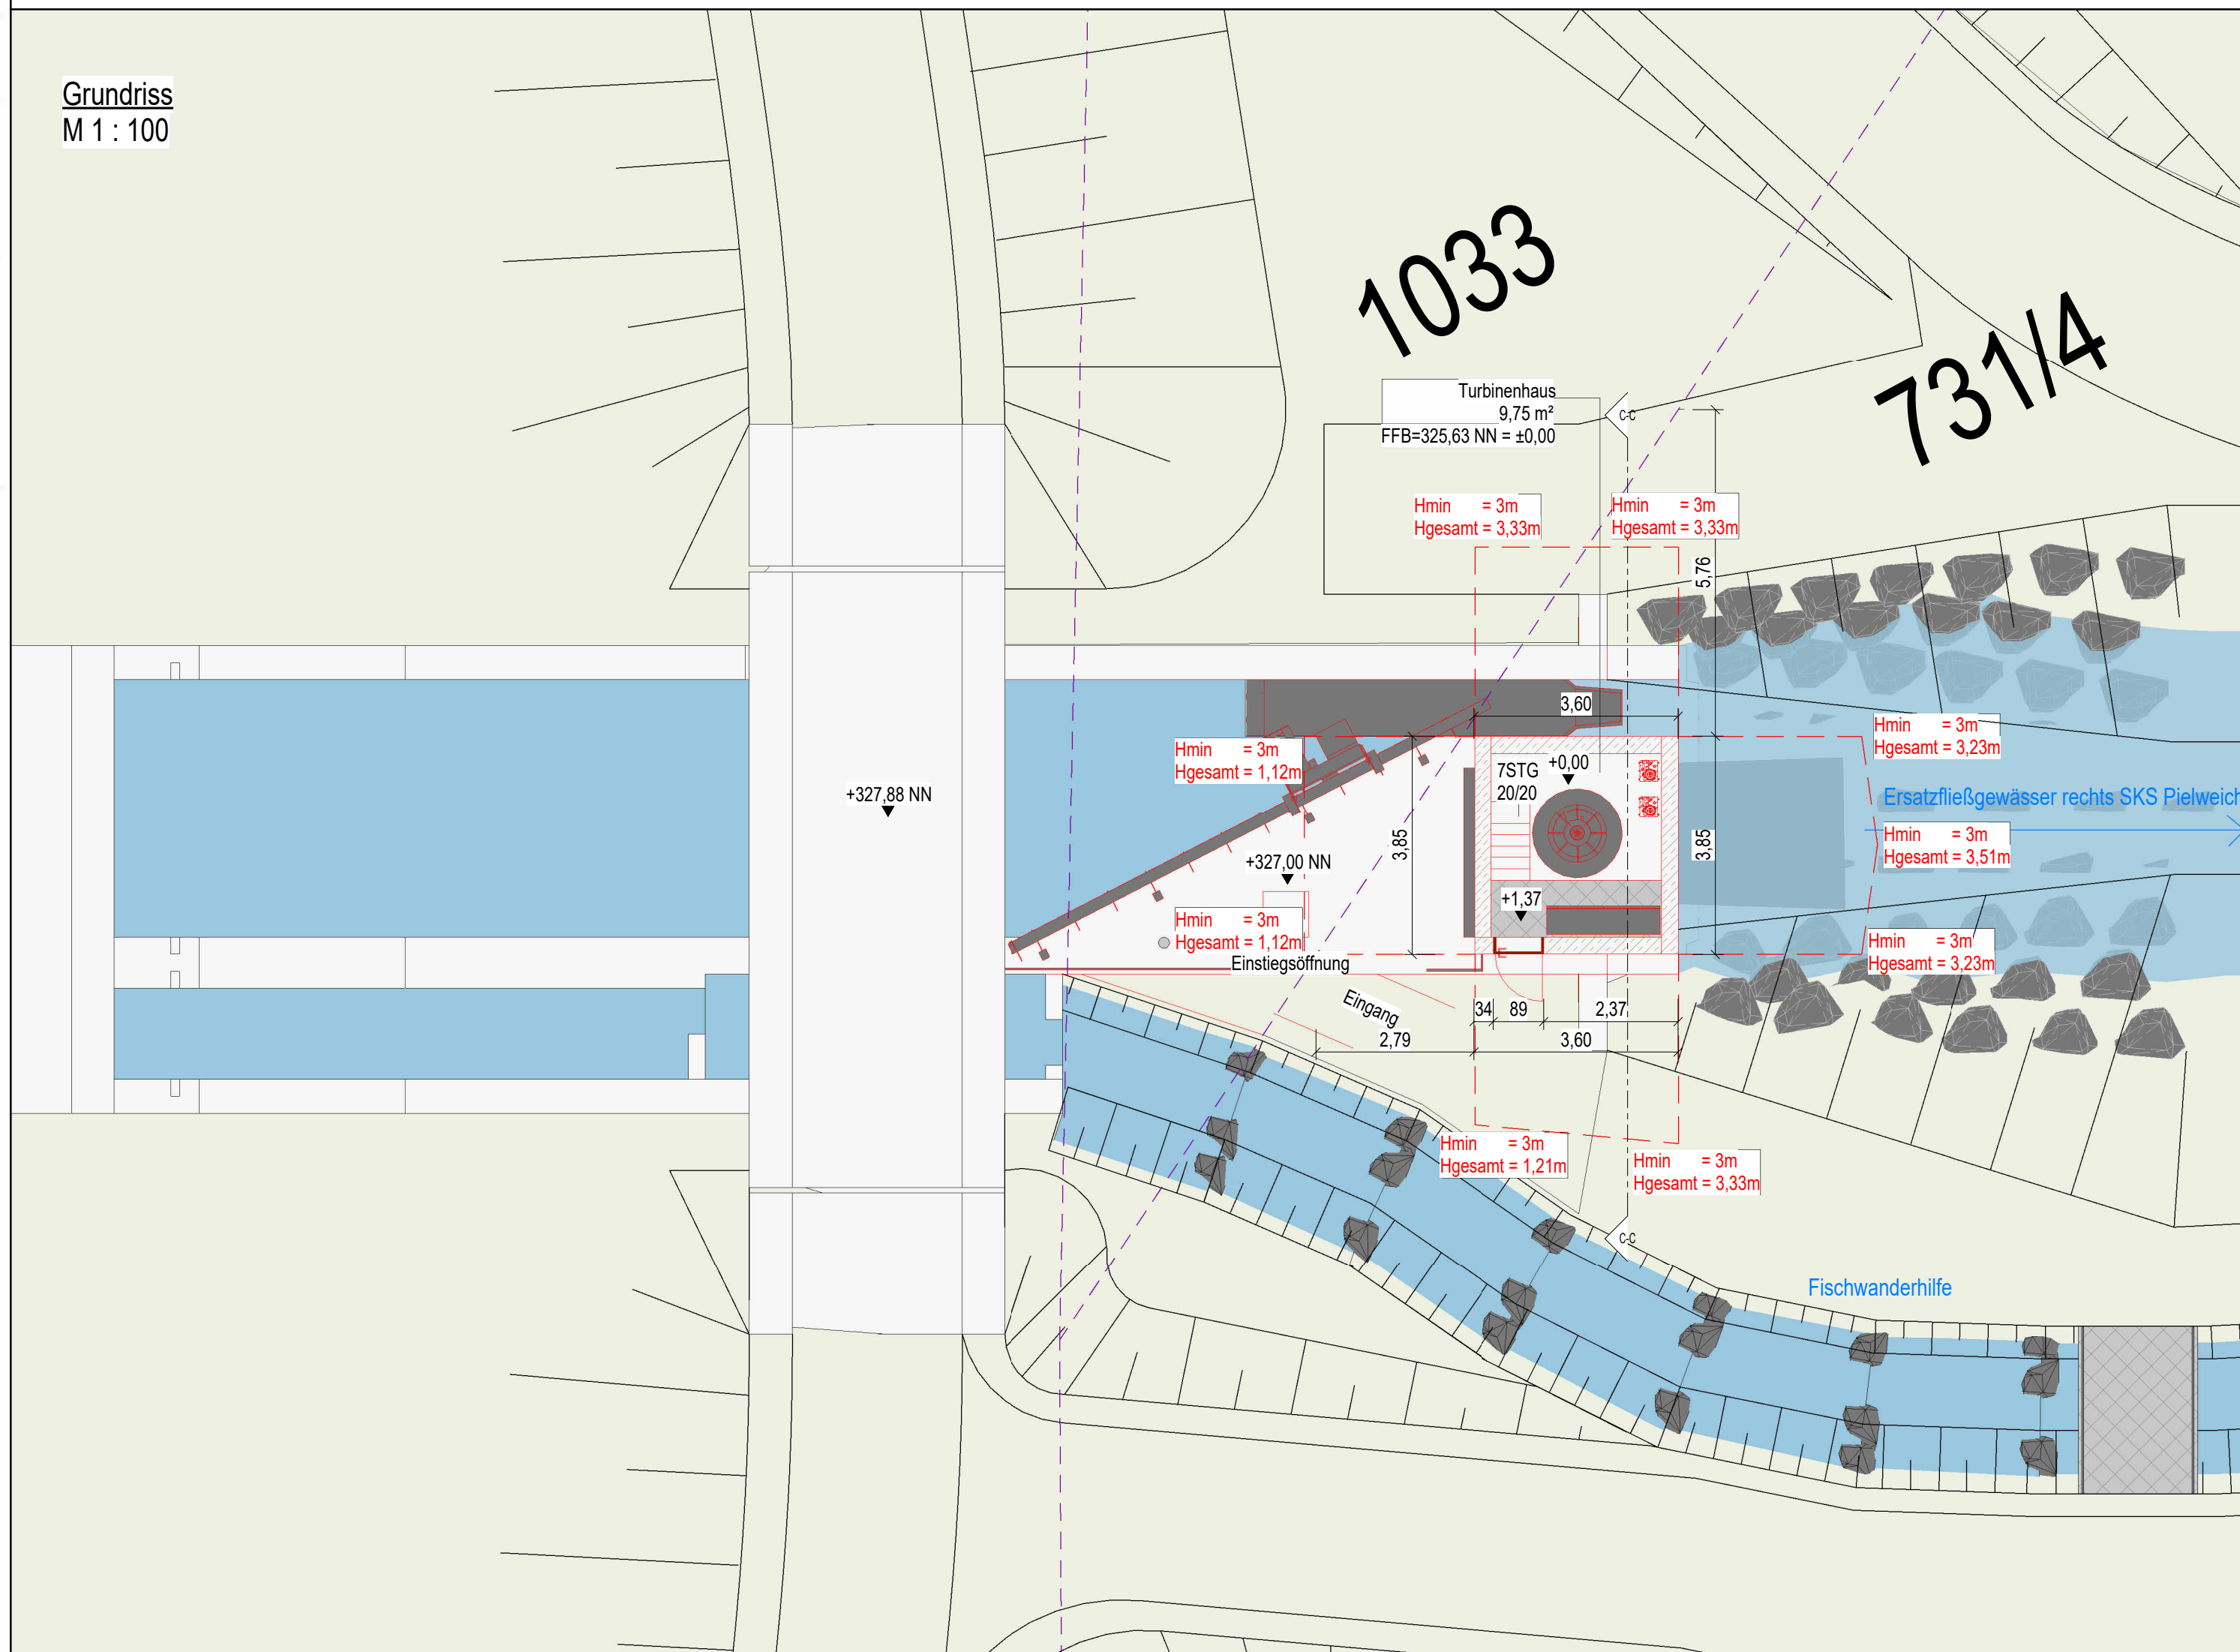 Grundriss
M 1 : 100
1033
731/4
Turbinenhaus
9,75 m²
FFB=325,63 NN = ±0,00
C-C
Hmin = 3m
Hgesamt = 3,33m
Hmin = 3m
Hgesamt = 3,33m
5,76
3,60
Hmin = 3m
Hgesamt = 3,23m
Hmin = 3m
Hgesamt = 1,12m
7STG
20/20
+0,00
+327,88 NN
Ersatzfließgewässer rechts SKS Pielweich
Hmin = 3m
Hgesamt = 3,51m
3,85
3,85
+327,00 NN
+1,37
Hmin = 3m
Hgesamt = 1,12m
Hmin = 3m
Hgesamt = 3,23m
E
Einstiegsöffnung
Eingang
34
89
2,37
2,79
3,60
Hmin = 3m
Hgesamt = 1,21m
Hmin = 3m
Hgesamt = 3,33m
C-C
Fischwanderhilfe